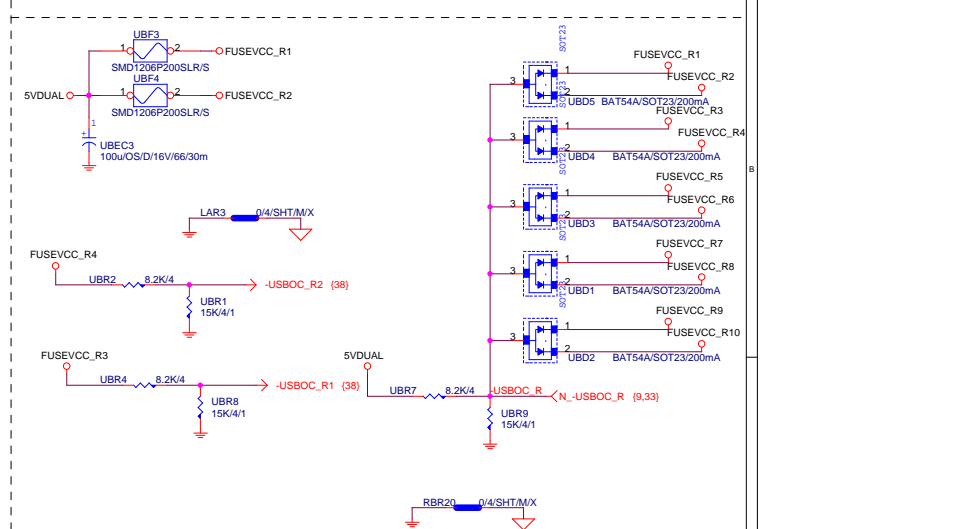 UBF3
1 2 FUSEVCC_R1
SMD1206P200SLR/S
UBF4
5VDUAL 1 2 FUSEVCC_R2
SMD1206P200SLR/S
+ 1
UBEC3
100u/OS/D/16V/66/30m
LAR3 0/4/SHT/M/X
FUSEVCC_R4
UBR2 8.2K/4
-USBOC_R2 {38}
UBR1
15K/4/1
FUSEVCC_R3
UBR4 8.2K/4
-USBOC_R1 {38}
UBR8
15K/4/1
5VDUAL
UBR7 8.2K/4 -USBOC_R
N_-USBOC_R {9,33}
UBR9
15K/4/1
SOT23
FUSEVCC_R1
3 1
FUSEVCC_R2
2
UBD5 BAT54A/SOT23/200mA
SOT23
FUSEVCC_R3
3 1
FUSEVCC_R4
2
UBD4 BAT54A/SOT23/200mA
SOT23
FUSEVCC_R5
3 1
FUSEVCC_R6
2
UBD3 BAT54A/SOT23/200mA
SOT23
FUSEVCC_R7
3 1
FUSEVCC_R8
2
UBD1 BAT54A/SOT23/200mA
SOT23
FUSEVCC_R9
3 1
FUSEVCC_R10
2
UBD2 BAT54A/SOT23/200mA
B
RBR20 0/4/SHT/M/X